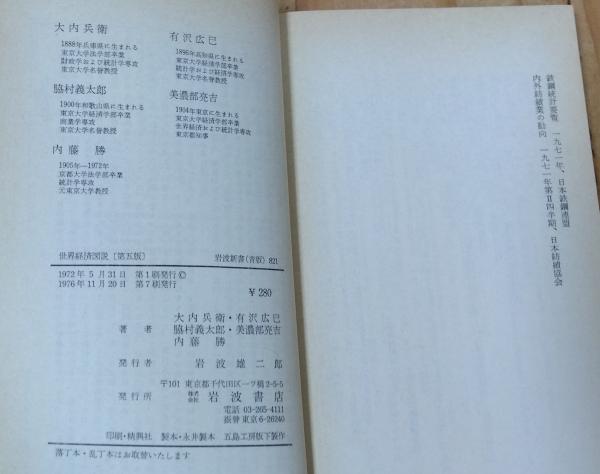 大内兵衛
1888年兵庫県に生まれる
東京大学法学部卒業
財政学および統計学専攻
東京大学名誉教授
有沢広巳
1896年高知県に生まれる
東京大学経済学部卒業
統計学および経済学専攻
東京大学名誉教授
脇村義太郎
1900年和歌山県に生まれる
東京大学経済学部卒業
商業学専攻
東京大学名誉教授
美濃部亮吉
1904年東京に生まれる
東京大学経済学部卒業
世界経済および統計学専攻
東京都知事
内藤 勝
1905年—1972年
京都大学法学部卒業
統計学専攻
元東京大学教授
世界経済図説〔第五版〕 岩波新書(青版) 821
1972年5月31日 第1刷発行©
1976年11月20日 第7刷発行
¥280
著者 大内兵衛・有沢広巳
脇村義太郎・美濃部亮吉
内藤 勝
発行者 岩波雄二郎
〒101 東京都千代田区一ツ橋2-5-5
発行所 株式会社 岩波書店
電話 03-265-4111
振替 東京6-26240
印刷・精興社 製本・永井製本 五島工房版下製作
落丁本・乱丁本はお取替いたします
鉄鋼統計要覧 一九七一年、日本鉄鋼連盟
内外紡績業の動向 一九七一年第Ⅱ四半期、日本紡績協会